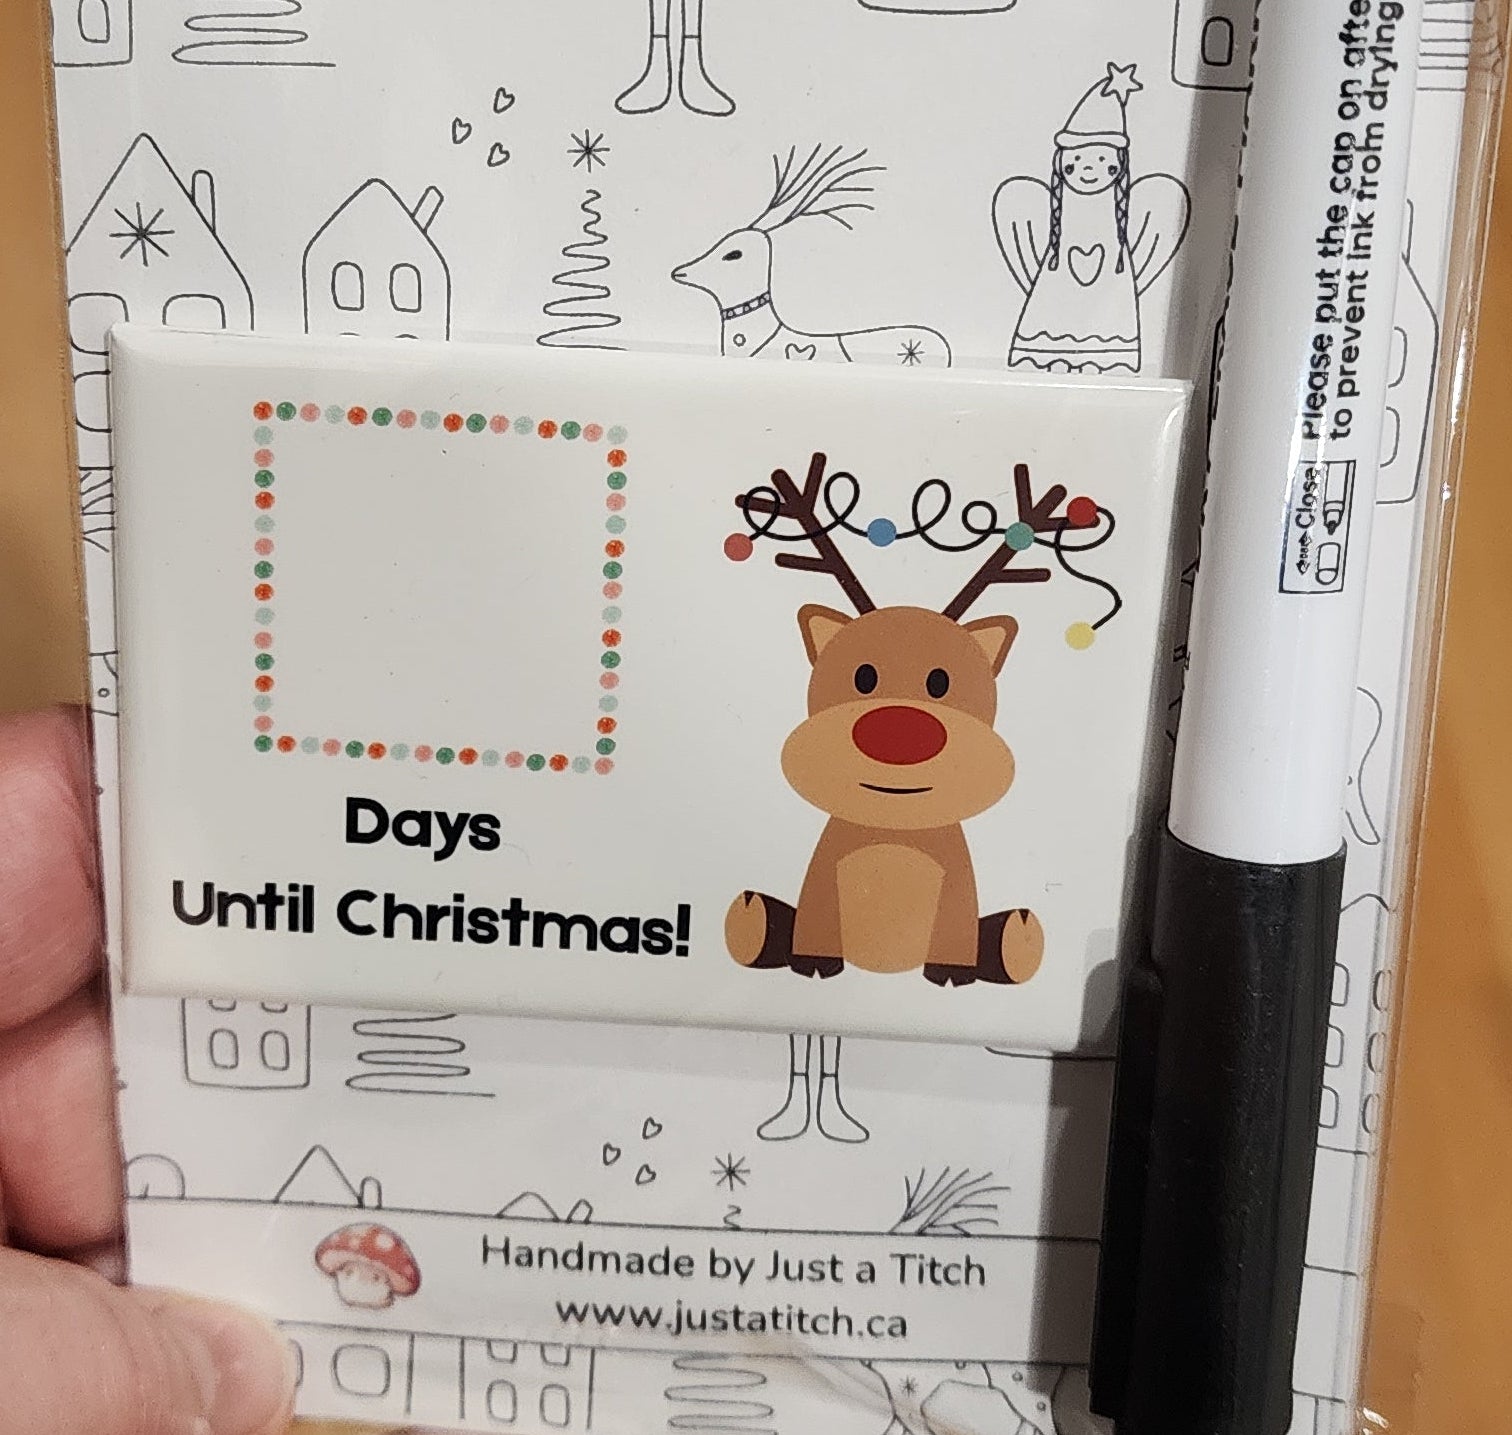 Days
Until Christmas!
Handmade by Just a Titch
www.justatitch.ca
Please put the cap on afte
to prevent ink from drying
Close